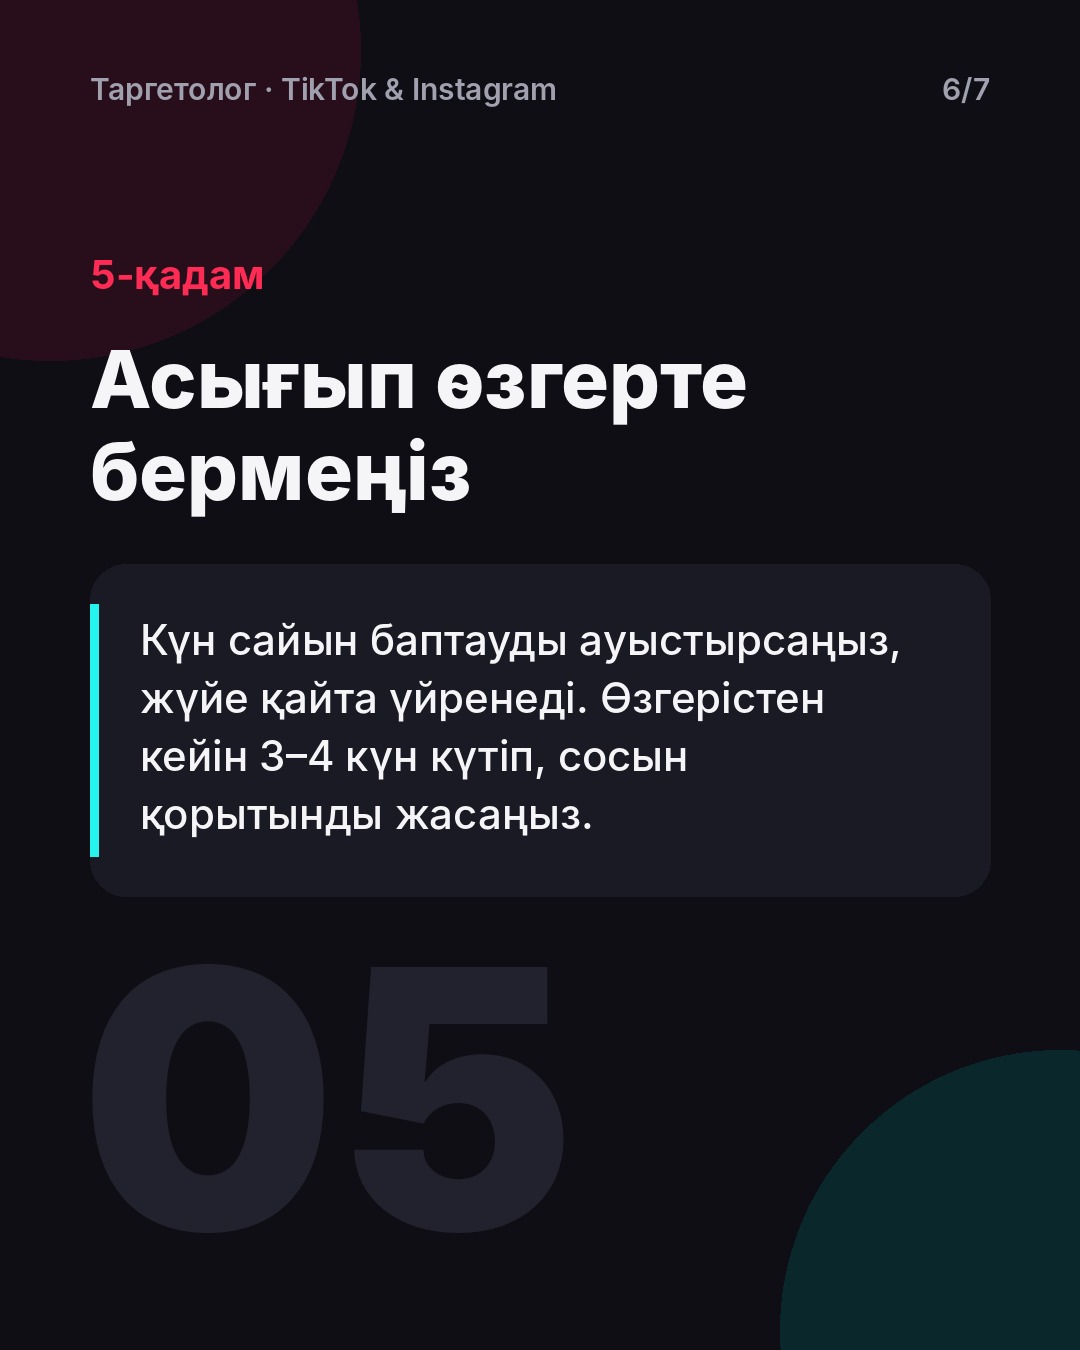 Таргетолог · TikTok & Instagram
6/7
5-қадам
Асығып өзгерте
бермеңіз
Күн сайын баптауды ауыстырсаңыз,
жүйе қайта үйренеді. Өзгерістен
кейін 3–4 күн күтіп, сосын
қорытынды жасаңыз.
05